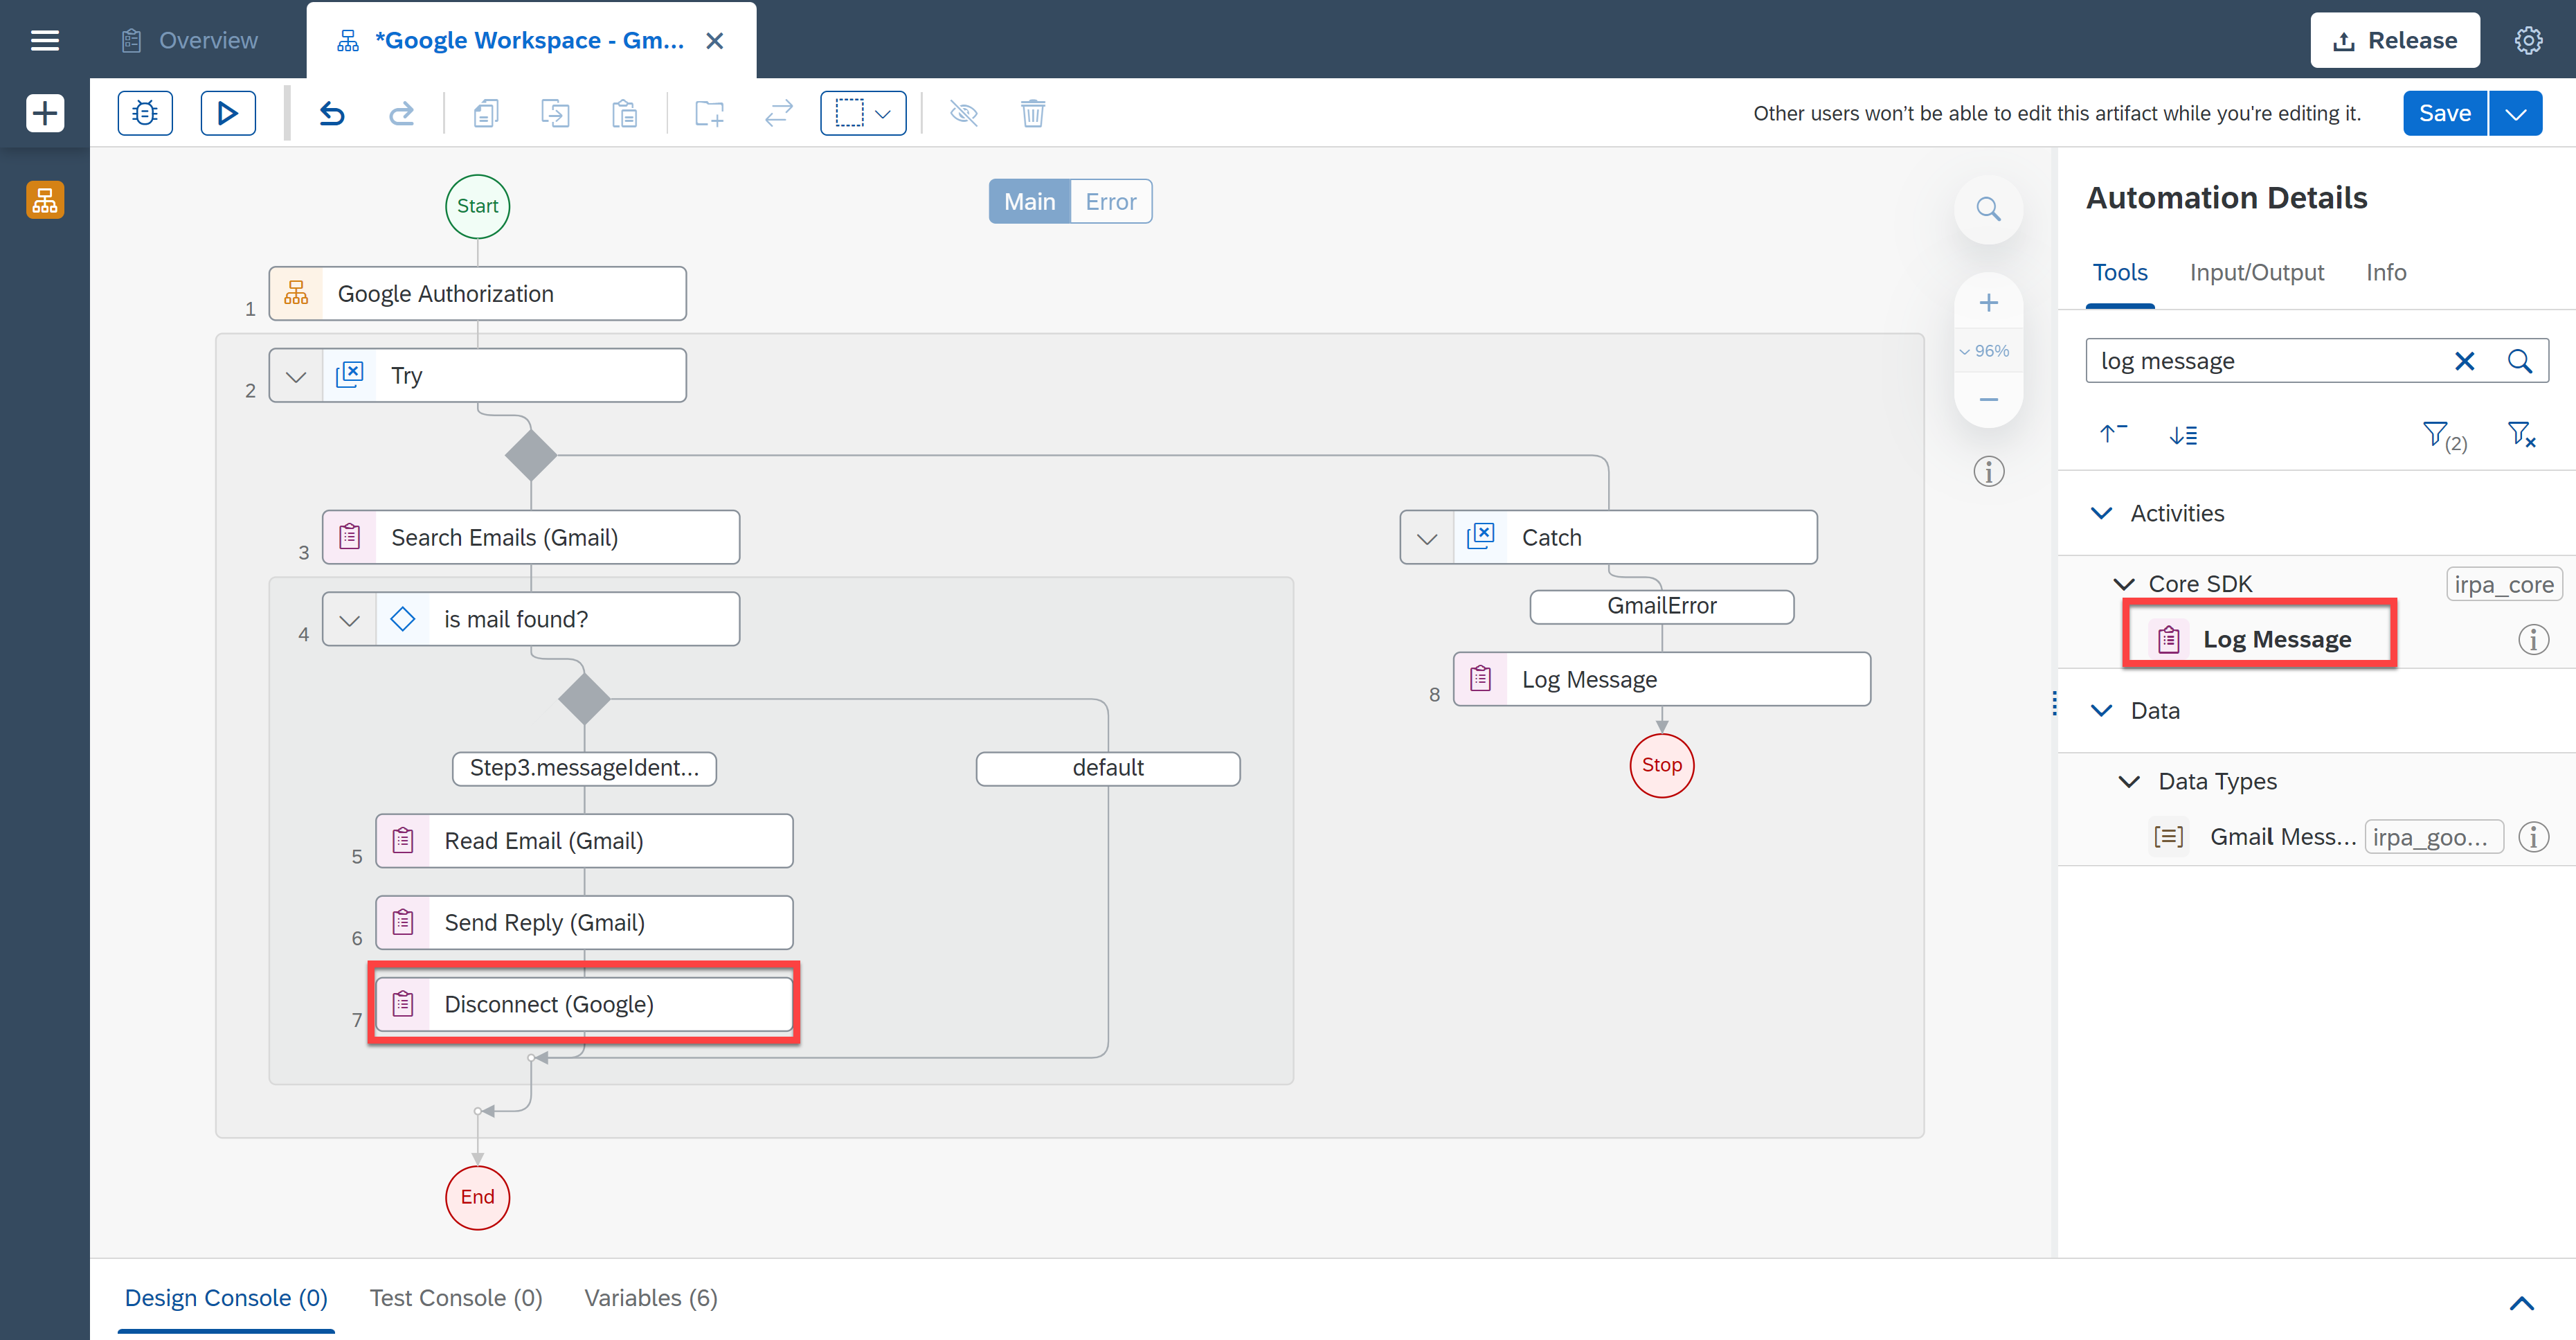 Overview
*Google Workspace - Gm...
Release
Other users won't be able to edit this artifact while you're editing it.
Save
Start
Main
Error
1
Google Authorization
2
Try
96%
3
Search Emails (Gmail)
Catch
4
is mail found?
GmailError
8
Log Message
Step3.messageIdent...
default
Stop
5
Read Email (Gmail)
6
Send Reply (Gmail)
7
Disconnect (Google)
End
Automation Details
Tools
Input/Output
Info
log message
(2)
Activities
Core SDK
irpa_core
Log Message
Data
Data Types
Gmail Mess...
irpa_goo...
Design Console (0)
Test Console (0)
Variables (6)